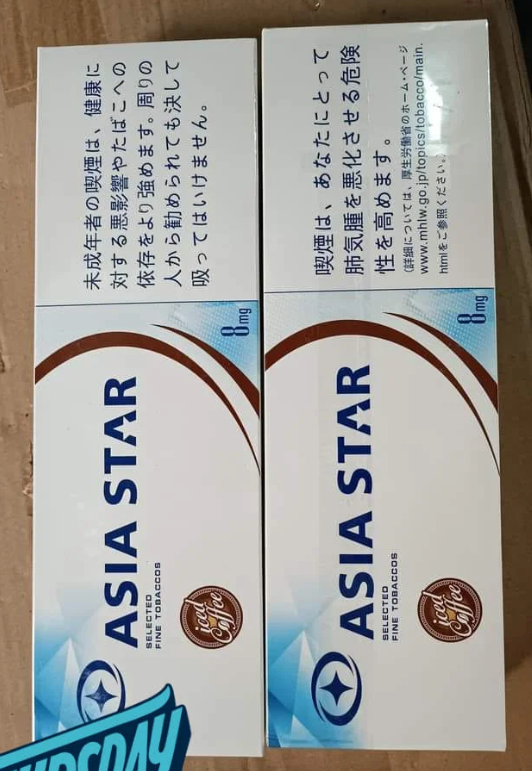 未成年者の喫煙は、健康に
対する悪影響やたばこへの
依存をより強めます。周りの
人から勧められても決して
吸ってはいけません。
8mg
ASIA STAR
SELECTED
FINE TOBACCOS
iced
Coffee
喫煙は、あなたにとって
肺気腫を悪化させる危険
性を高めます。
(詳細については、厚生労働省のホーム・ページ
www.mhlw.go.jp/topics/tobacco/main.
htmlをご参照ください。
8mg
ASIA STAR
SELECTED
FINE TOBACCOS
iced
Coffee